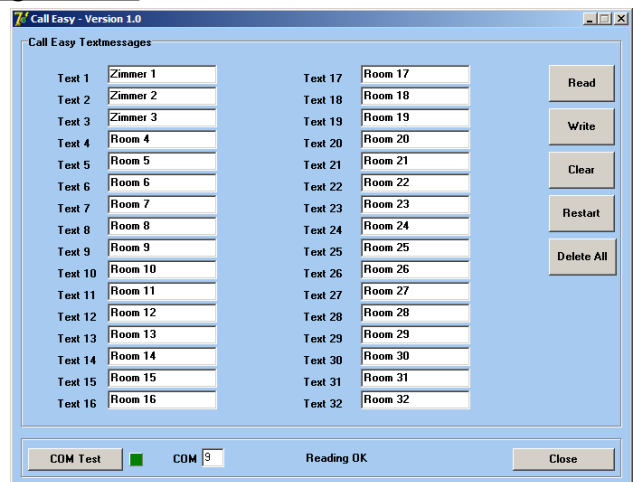 Call Easy - Version 1.0
Call Easy Textmessages
Text 1 Zimmer 1
Text 2 Zimmer 2
Text 3 Zimmer 3
Text 4 Room 4
Text 5 Room 5
Text 6 Room 6
Text 7 Room 7
Text 8 Room 8
Text 9 Room 9
Text 10 Room 10
Text 11 Room 11
Text 12 Room 12
Text 13 Room 13
Text 14 Room 14
Text 15 Room 15
Text 16 Room 16
Text 17 Room 17
Text 18 Room 18
Text 19 Room 19
Text 20 Room 20
Text 21 Room 21
Text 22 Room 22
Text 23 Room 23
Text 24 Room 24
Text 25 Room 25
Text 26 Room 26
Text 27 Room 27
Text 28 Room 28
Text 29 Room 29
Text 30 Room 30
Text 31 Room 31
Text 32 Room 32
Read
Write
Clear
Restart
Delete All
COM Test COM 9 Reading OK Close